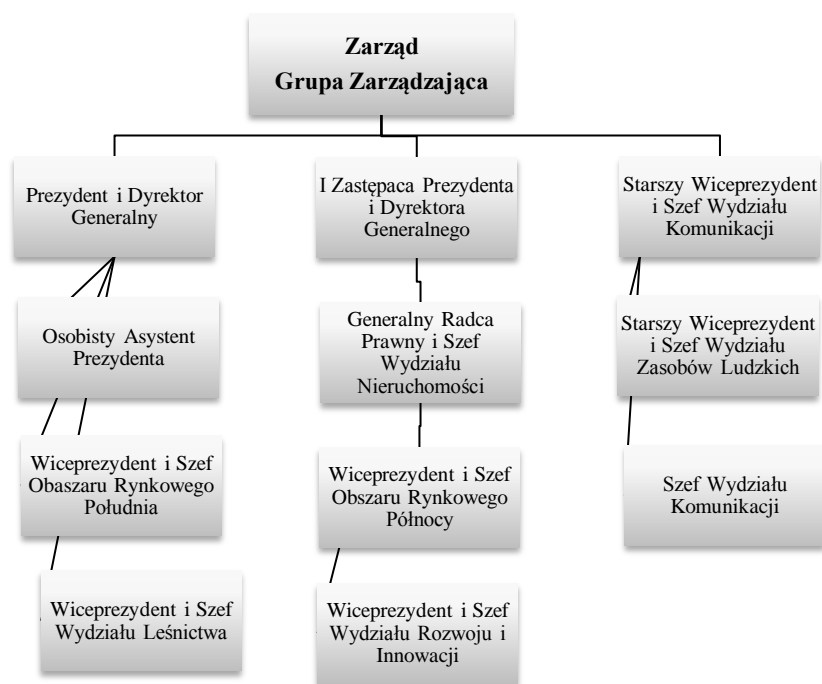 Zarząd
Grupa Zarządzająca
Prezydent i Dyrektor
Generalny
I Zastępaca Prezydenta
i Dyrektora
Generalnego
Starszy Wiceprezydent
i Szef Wydziału
Komunikacji
Osobisty Asystent
Prezydenta
Generalny Radca
Prawny i Szef
Wydziału
Nieruchomości
Starszy Wiceprezydent
i Szef Wydziału
Zasobów Ludzkich
Wiceprezydent i Szef
Obaszaru Rynkowego
Południa
Wiceprezydent i Szef
Obszaru Rynkowego
Północy
Szef Wydziału
Komunikacji
Wiceprezydent i Szef
Wydziału Leśnictwa
Wiceprezydent i Szef
Wydziału Rozwoju i
Innowacji